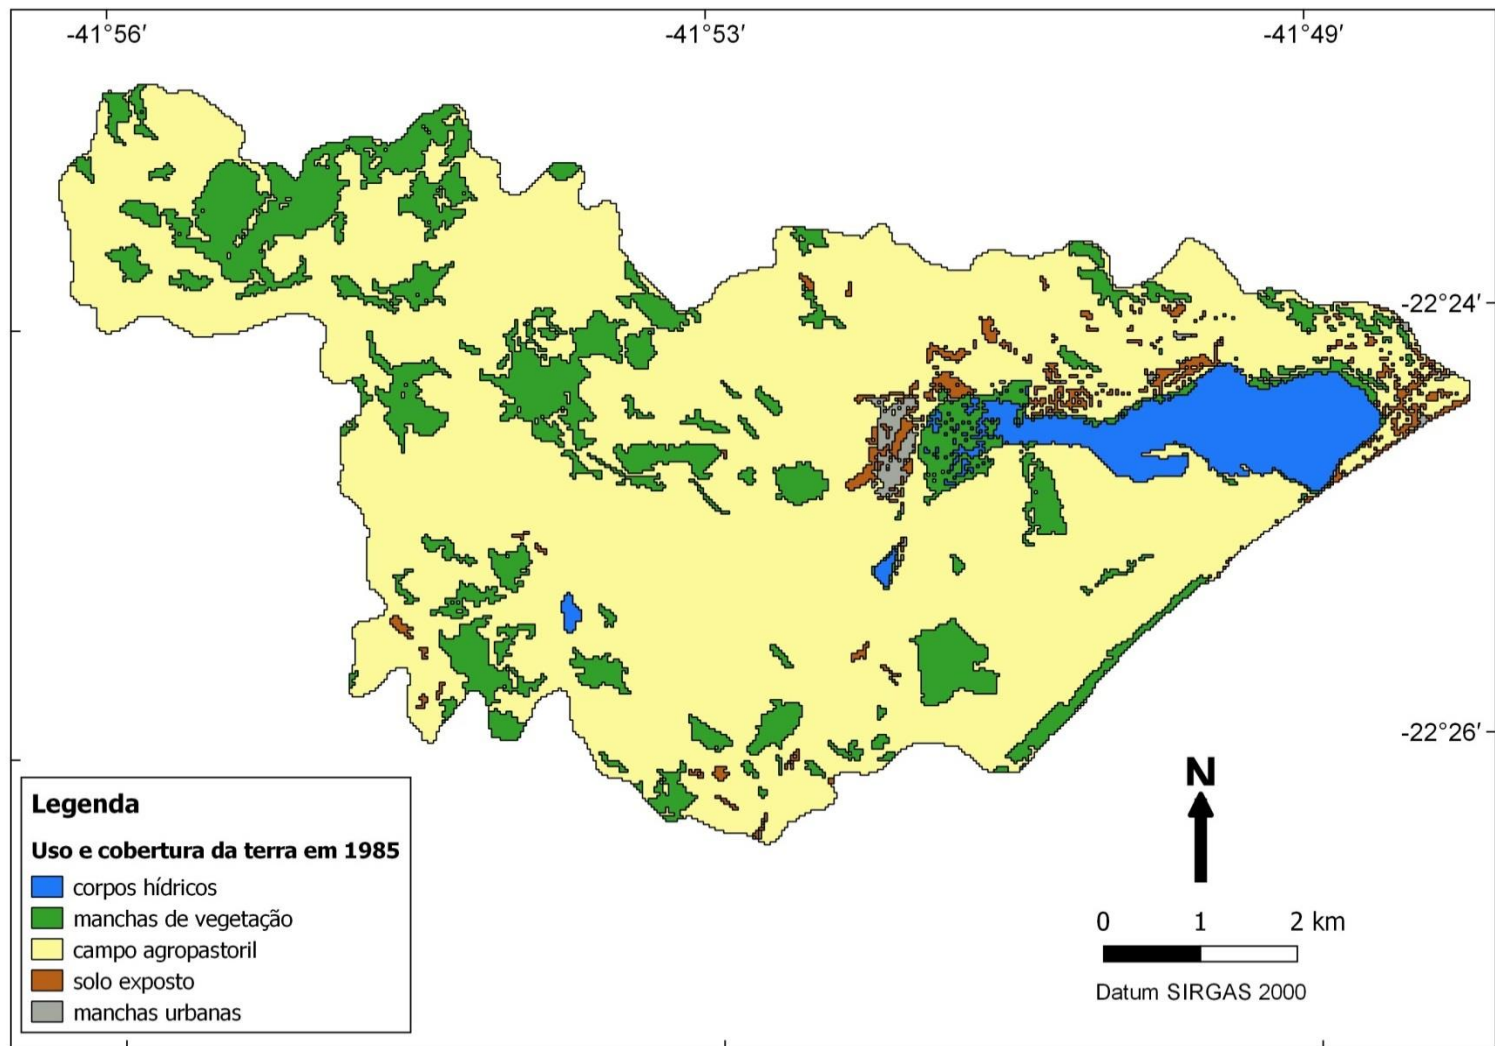 -41°56′ -41°53′ -41°49′
-22°24′
-22°26′
N
Legenda
Uso e cobertura da terra em 1985
corpos hídricos
manchas de vegetação
campo agropastoril
solo exposto
manchas urbanas
0 1 2 km
Datum SIRGAS 2000